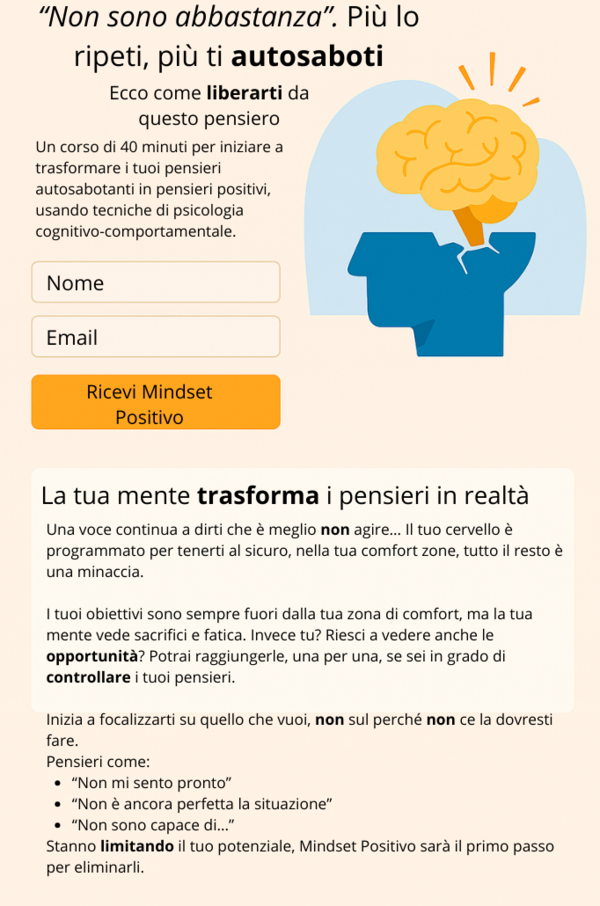 “Non sono abbastanza”. Più lo
ripeti, più ti autosaboti
Ecco come liberarti da
questo pensiero
Un corso di 40 minuti per iniziare a
trasformare i tuoi pensieri
autosabotanti in pensieri positivi,
usando tecniche di psicologia
cognitivo-comportamentale.
Nome
Email
Ricevi Mindset
Positivo
La tua mente trasforma i pensieri in realtà
Una voce continua a dirti che è meglio non agire... Il tuo cervello è
programmato per tenerti al sicuro, nella tua comfort zone, tutto il resto è
una minaccia.
I tuoi obiettivi sono sempre fuori dalla tua zona di comfort, ma la tua
mente vede sacrifici e fatica. Invece tu? Riesci a vedere anche le
opportunità? Potrai raggiungerle, una per una, se sei in grado di
controllare i tuoi pensieri.
Inizia a focalizzarti su quello che vuoi, non sul perché non ce la dovresti
fare.
Pensieri come:
• “Non mi sento pronto”
• “Non è ancora perfetta la situazione”
• “Non sono capace di...”
Stanno limitando il tuo potenziale, Mindset Positivo sarà il primo passo
per eliminarli.